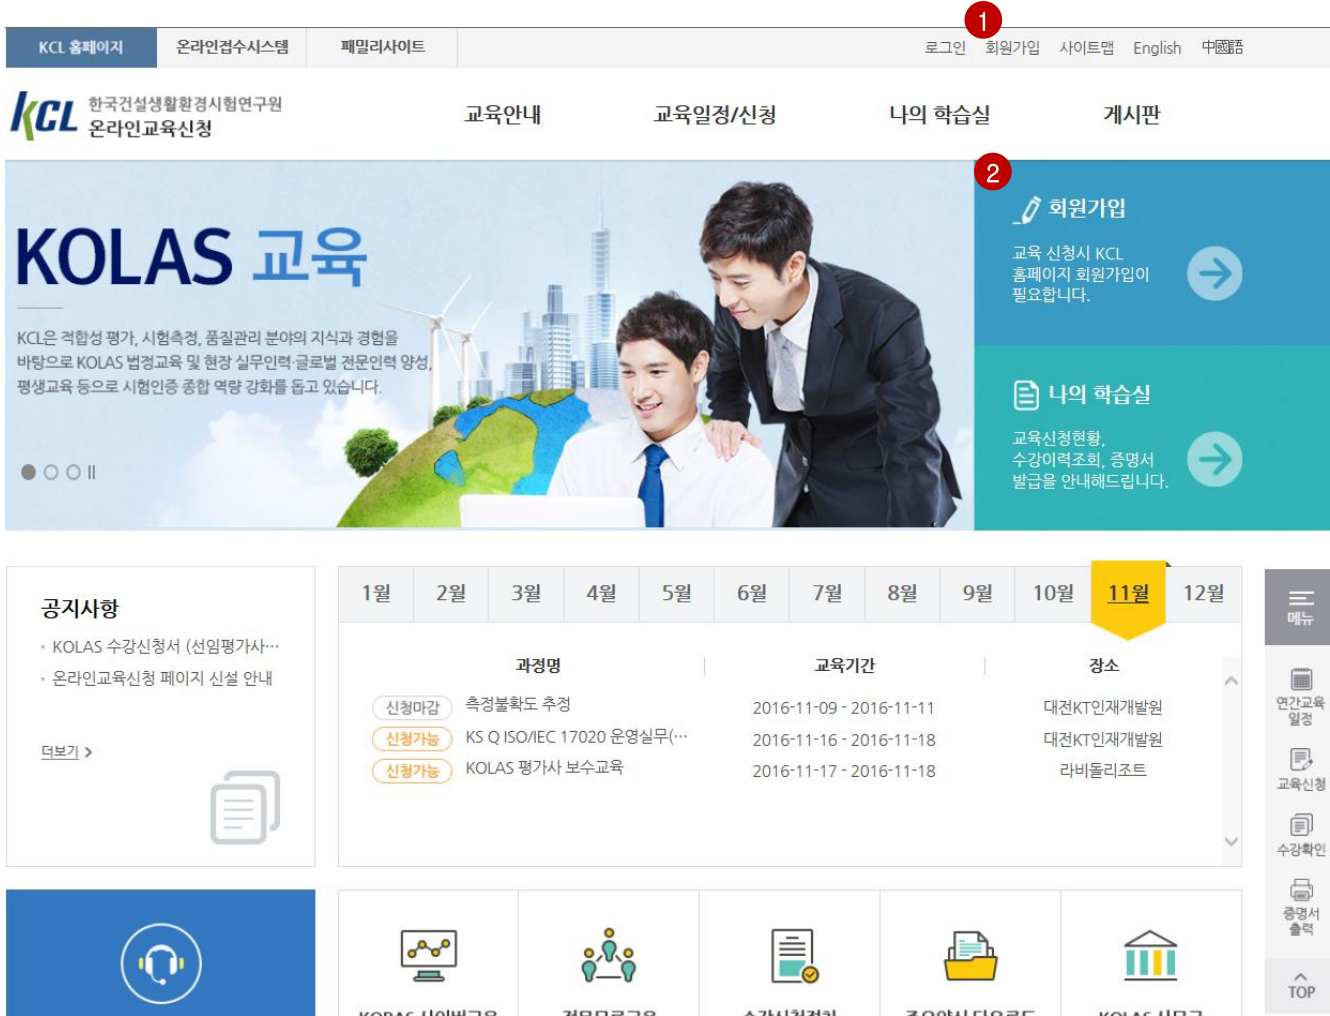 1
KCL 홈페이지
온라인접수시스템
패밀리사이트
로그인 회원가입 사이트맵 English 中國語
KCL 한국건설생활환경시험연구원
온라인교육신청
교육안내 교육일정/신청 나의 학습실 게시판
2
KOLAS 교육
KCL은 적합성 평가, 시험측정, 품질관리 분야의 지식과 경험을
바탕으로 KOLAS 법정교육 및 현장 실무인력·글로벌 전문인력 양성,
평생교육 등으로 시험인증 종합 역량 강화를 돕고 있습니다.
회원가입
교육 신청시 KCL
홈페이지 회원가입이
필요합니다.
나의 학습실
교육신청현황,
수강이력조회, 증명서
발급을 안내해드립니다.
공지사항
KOLAS 수강신청서 (선임평가사…
온라인교육신청 페이지 신설 안내
더보기 >
1월 2월 3월 4월 5월 6월 7월 8월 9월 10월 11월 12월
과정명 교육기간 장소
신청마감 측정불확도 추정 2016-11-09 - 2016-11-11 대전KT인재개발원
신청가능 KS Q ISO/IEC 17020 운영실무(… 2016-11-16 - 2016-11-18 대전KT인재개발원
신청가능 KOLAS 평가사 보수교육 2016-11-17 - 2016-11-18 라비돌리조트
메뉴
연간교육
일정
교육신청
수강확인
증명서
출력
TOP
수강신청절차
주요양식 다운로드
KOLAS 사무국